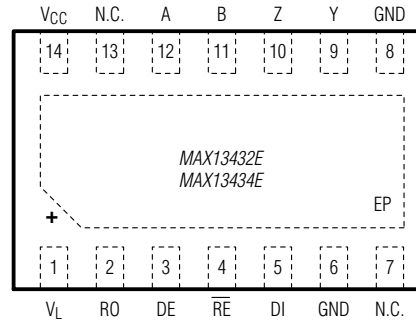 VCC N.C. A B Z Y GND
14 13 12 11 10 9 8
MAX13432E
MAX13434E
EP
+
1 2 3 4 5 6 7
VL RO DE R̅E̅ DI GND N.C.